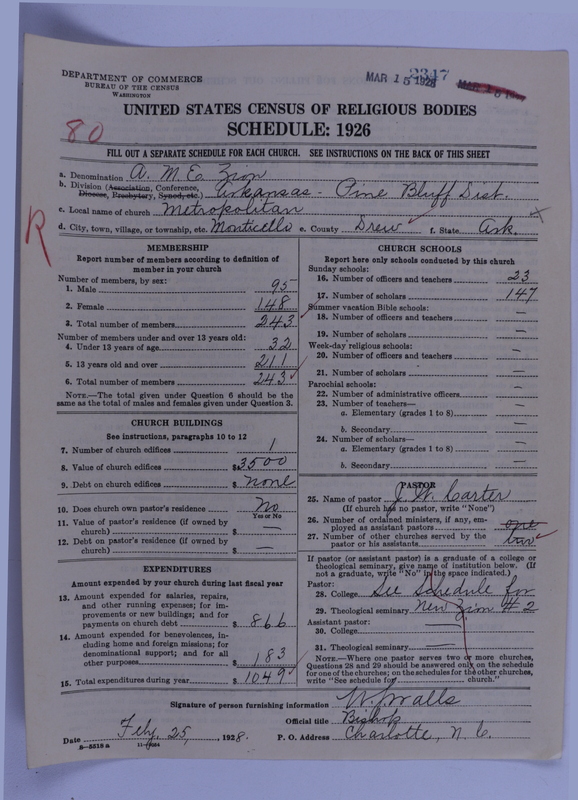 DEPARTMENT OF COMMERCE
BUREAU OF THE CENSUS
WASHINGTON
MAR 15 1928
2347
80
UNITED STATES CENSUS OF RELIGIOUS BODIES
SCHEDULE: 1926
FILL OUT A SEPARATE SCHEDULE FOR EACH CHURCH. SEE INSTRUCTIONS ON THE BACK OF THIS SHEET
a. Denomination A. M. E. Zion
b. Division (Association, Conference, Diocese, Presbytery, Synod, etc.) Arkansas - Pine Bluff Dist.
c. Local name of church Metropolitan
d. City, town, village, or township, etc. Monticello e. County Drew f. State Ark.
R
MEMBERSHIP
Report number of members according to definition of
member in your church
Number of members, by sex:
1. Male 95
2. Female 148
3. Total number of members 243
Number of members under and over 13 years old:
4. Under 13 years of age 32
5. 13 years old and over 211
6. Total number of members 243
NOTE.—The total given under Question 6 should be the
same as the total of males and females given under Question 3.
CHURCH BUILDINGS
See instructions, paragraphs 10 to 12
7. Number of church edifices 1
8. Value of church edifices $3500
9. Debt on church edifices $ none
10. Does church own pastor's residence No
Yes or No
11. Value of pastor's residence (if owned by
church) $ —
12. Debt on pastor's residence (if owned by
church) $ —
EXPENDITURES
Amount expended by your church during last fiscal year
13. Amount expended for salaries, repairs,
and other running expenses; for im-
provements or new buildings; and for
payments on church debt $ 866
14. Amount expended for benevolences, in-
cluding home and foreign missions; for
denominational support; and for all
other purposes $ 183
15. Total expenditures during year $ 1049
CHURCH SCHOOLS
Report here only schools conducted by this church
Sunday schools:
16. Number of officers and teachers 23
17. Number of scholars 147
Summer vacation Bible schools:
18. Number of officers and teachers —
19. Number of scholars —
Week-day religious schools:
20. Number of officers and teachers —
21. Number of scholars —
Parochial schools:
22. Number of administrative officers —
23. Number of teachers—
a. Elementary (grades 1 to 8) —
b. Secondary —
24. Number of scholars—
a. Elementary (grades 1 to 8) —
b. Secondary —
PASTOR
25. Name of pastor J. W. Carter
(If church has no pastor, write "None")
26. Number of ordained ministers, if any, em-
ployed as assistant pastors one
27. Number of other churches served by the
pastor or his assistants two
If pastor (or assistant pastor) is a graduate of a college or
theological seminary, give name of institution below. (If
not a graduate, write "No" in the space indicated.)
Pastor:
28. College See Schedule for
29. Theological seminary New Zion # 2
Assistant pastor:
30. College —
31. Theological seminary —
NOTE.—Where one pastor serves two or more churches,
Questions 28 and 29 should be answered only on the schedule
for one of the churches; on the schedules for the other churches,
write "See schedule for church."
Signature of person furnishing information W. J. Walls
Official title Bishop
Date Feby. 25, 1928. P. O. Address Charlotte, N. C.
8—5518 a